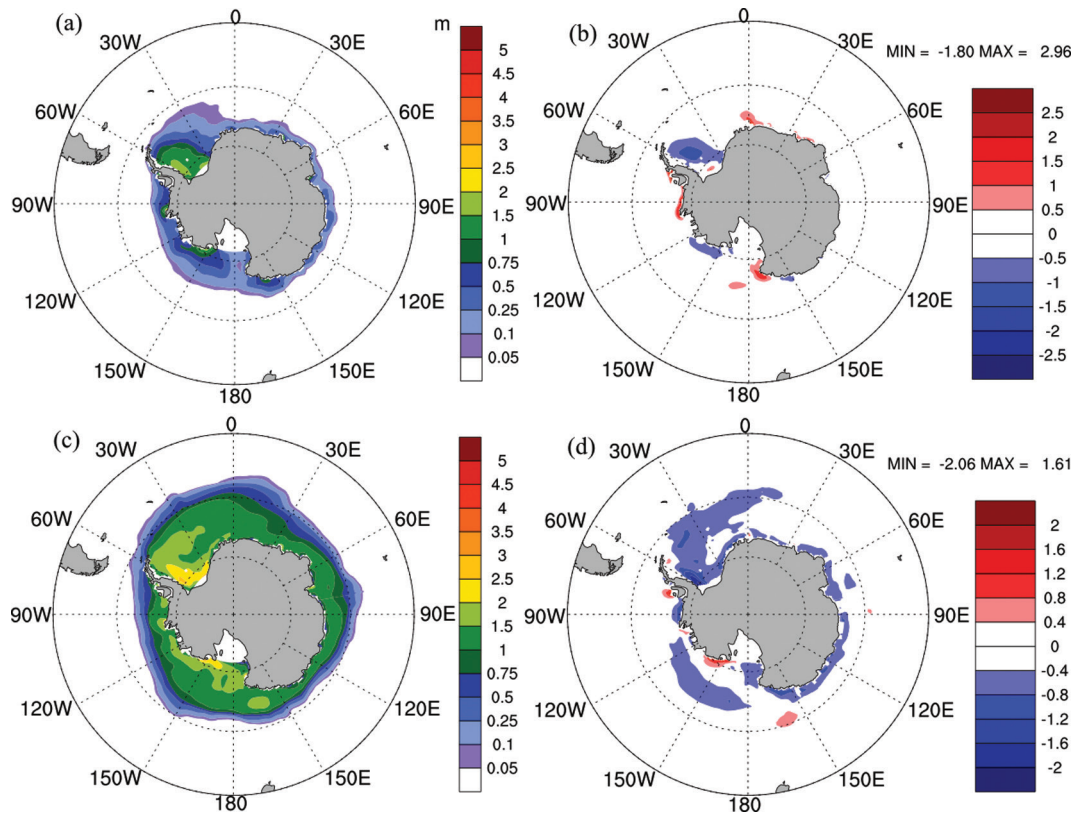 (a)
m
0
30E
60E
90E
120E
150E
180
150W
120W
90W
60W
30W
5
4.5
4
3.5
3
2.5
2
1.5
1
0.75
0.5
0.25
0.1
0.05
(b)
MIN = -1.80 MAX = 2.96
0
30E
60E
90E
120E
150E
180
150W
120W
90W
60W
30W
2.5
2
1.5
1
0.5
0
-0.5
-1
-1.5
-2
-2.5
(c)
0
30E
60E
90E
120E
150E
180
150W
120W
90W
60W
30W
5
4.5
4
3.5
3
2.5
2
1.5
1
0.75
0.5
0.25
0.1
0.05
(d)
MIN = -2.06 MAX = 1.61
0
30E
60E
90E
120E
150E
180
150W
120W
90W
60W
30W
2
1.6
1.2
0.8
0.4
0
-0.4
-0.8
-1.2
-1.6
-2